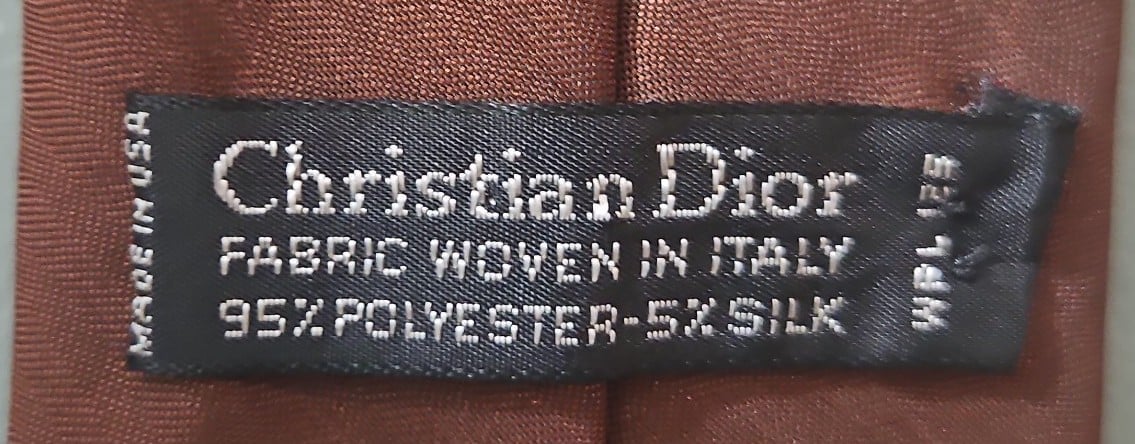 MADE IN USA
Christian Dior
FABRIC WOVEN IN ITALY
95% POLYESTER-5% SILK
WPL